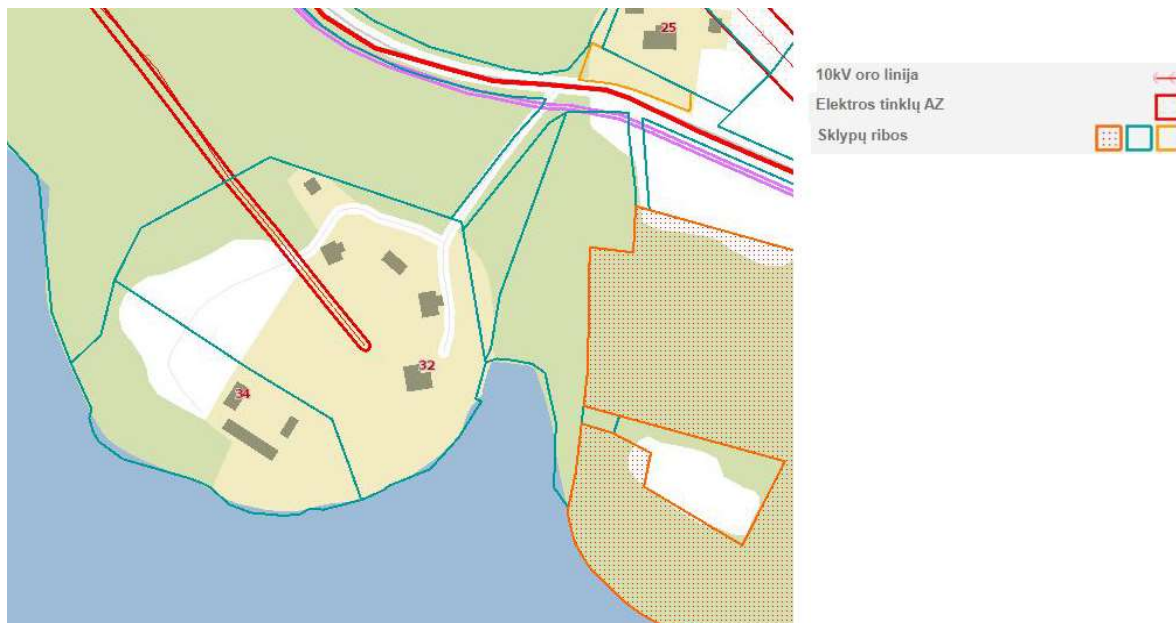 25
10kV oro linija
Elektros tinklų AZ
Sklypų ribos
32
34